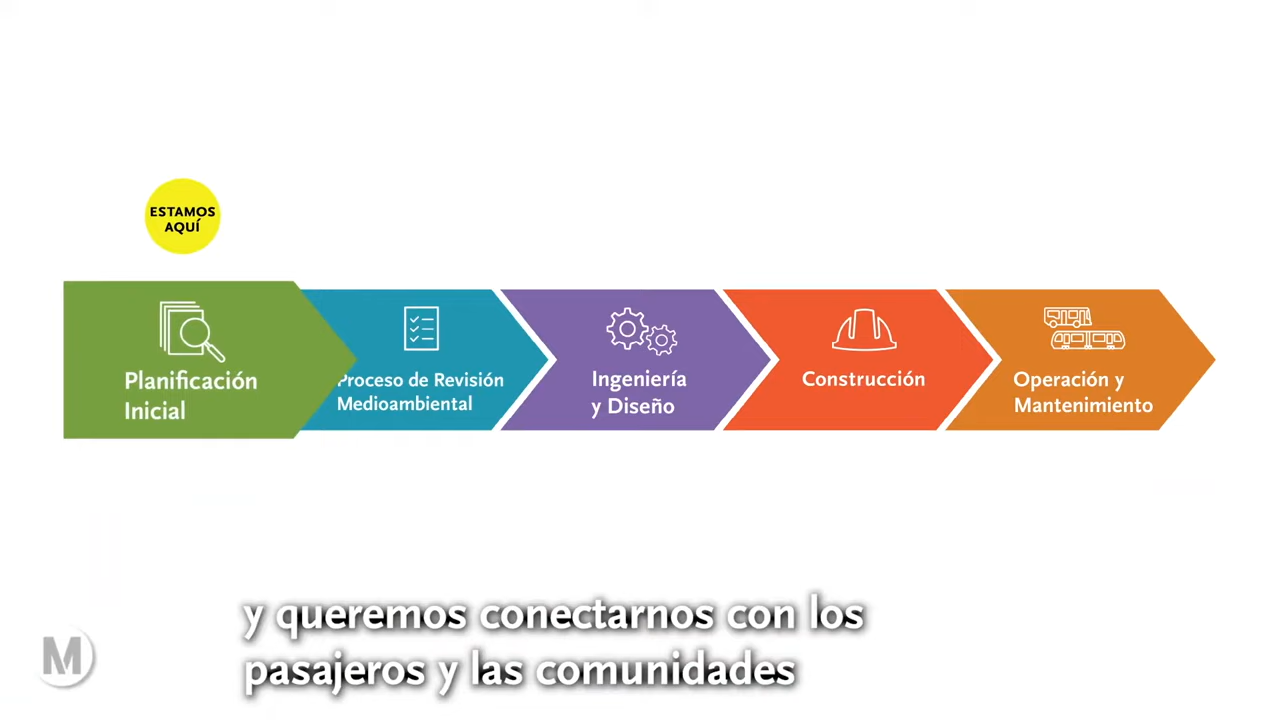 ESTAMOS
AQUÍ
Planificación
Inicial
Proceso de Revisión
Medioambiental
Ingeniería
y Diseño
Construcción
Operación y
Mantenimiento
y queremos conectarnos con los
pasajeros y las comunidades
M